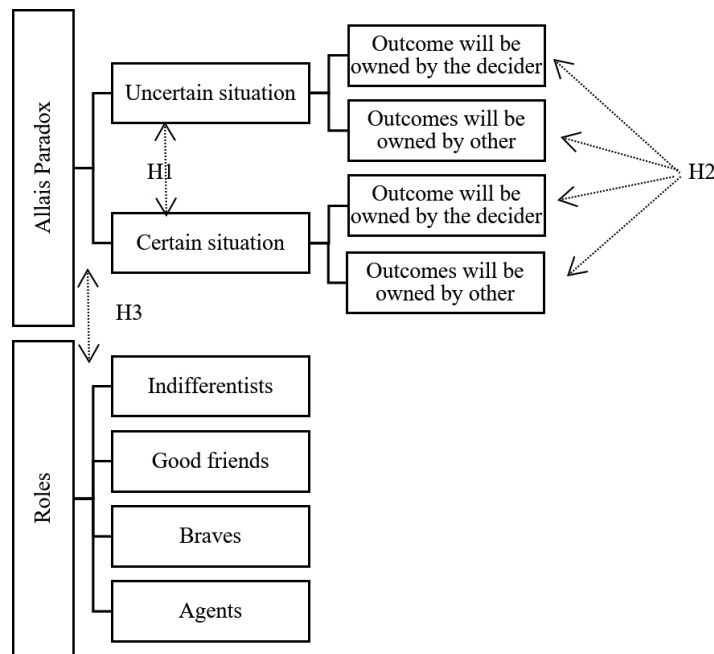 Allais Paradox
Uncertain situation
H1
Certain situation
Outcome will be
owned by the decider
Outcomes will be
owned by other
Outcome will be
owned by the decider
Outcomes will be
owned by other
H2
H3
Roles
Indifferentists
Good friends
Braves
Agents